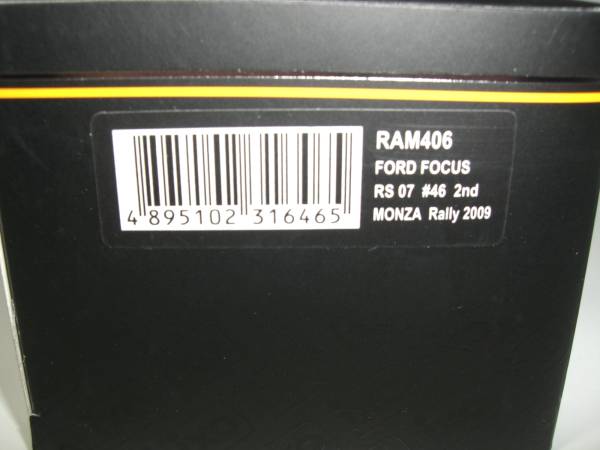 RAM406
FORD FOCUS
RS 07 #46 2nd
MONZA Rally 2009
4 895102 316465